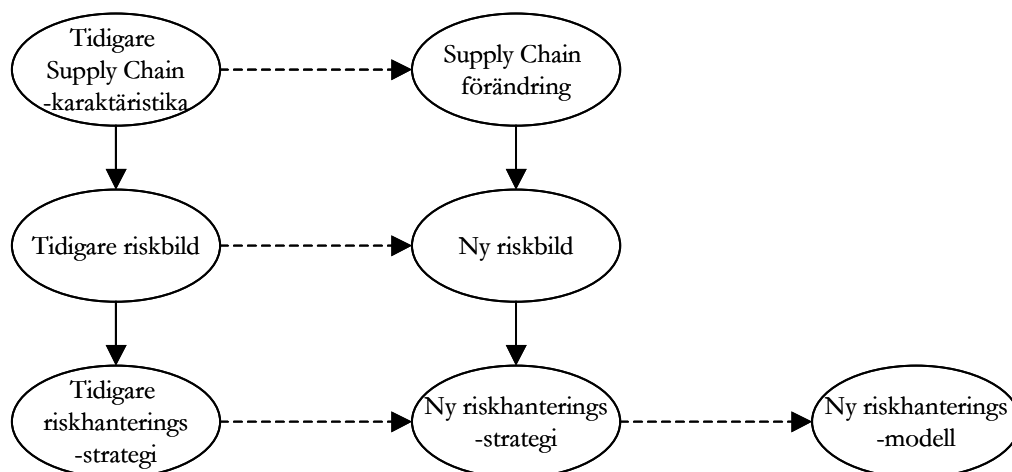 Tidigare
Supply Chain
-karaktäristika
Supply Chain
förändring
Tidigare riskbild
Ny riskbild
Tidigare
riskhanterings
-strategi
Ny riskhanterings
-strategi
Ny riskhanterings
-modell